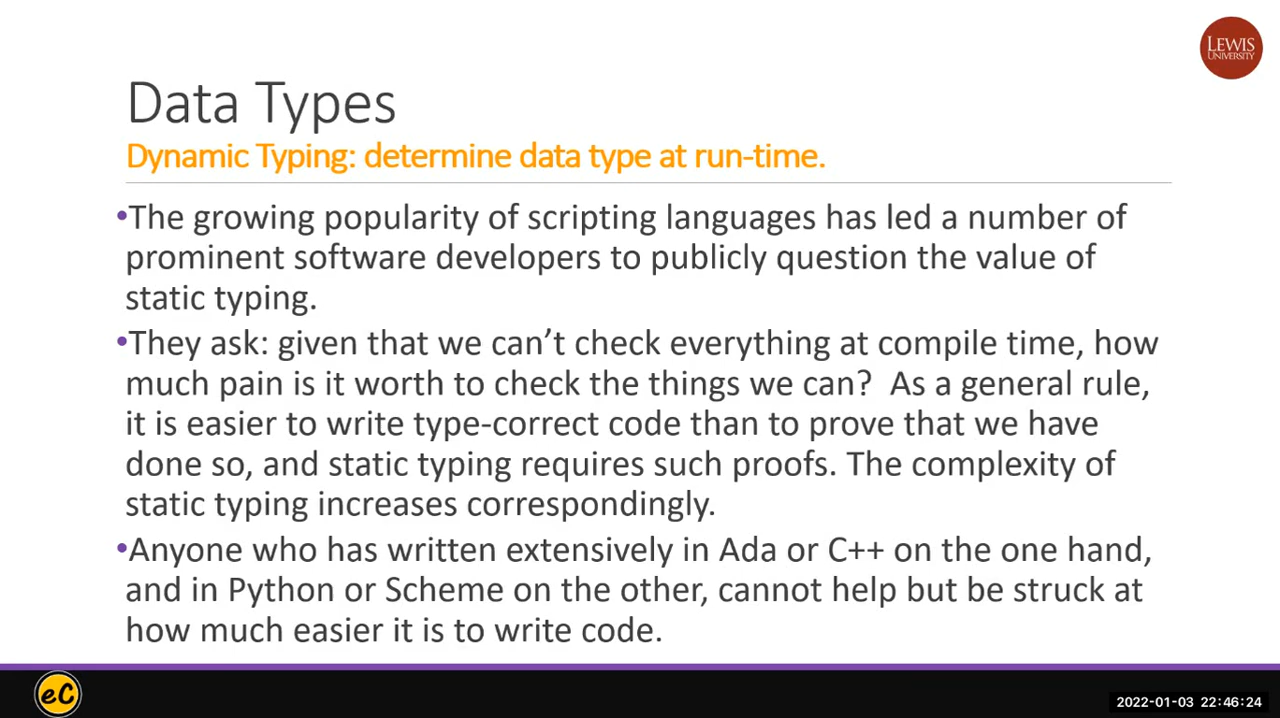 LEWIS
UNIVERSITY
Data Types
Dynamic Typing: determine data type at run-time.
•The growing popularity of scripting languages has led a number of
prominent software developers to publicly question the value of
static typing.
•They ask: given that we can’t check everything at compile time, how
much pain is it worth to check the things we can?  As a general rule,
it is easier to write type-correct code than to prove that we have
done so, and static typing requires such proofs. The complexity of
static typing increases correspondingly.
•Anyone who has written extensively in Ada or C++ on the one hand,
and in Python or Scheme on the other, cannot help but be struck at
how much easier it is to write code.
eC
2022-01-03 22:46:24